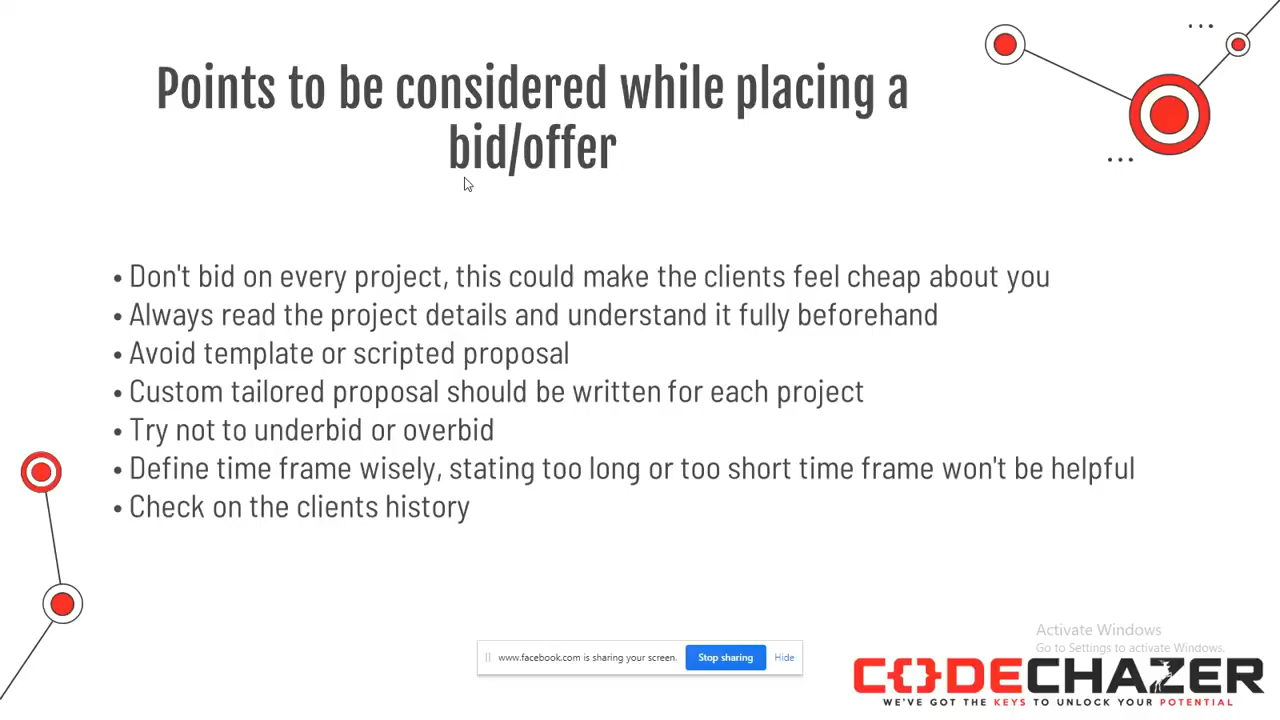 Points to be considered while placing a
bid/offer
• Don't bid on every project, this could make the clients feel cheap about you
• Always read the project details and understand it fully beforehand
• Avoid template or scripted proposal
• Custom tailored proposal should be written for each project
• Try not to underbid or overbid
• Define time frame wisely, stating too long or too short time frame won't be helpful
• Check on the clients history
www.facebook.com is sharing your screen. Stop sharing Hide
Activate Windows
Go to Settings to activate Windows.
CODECHAZER
WE'VE GOT THE KEYS TO UNLOCK YOUR POTENTIAL